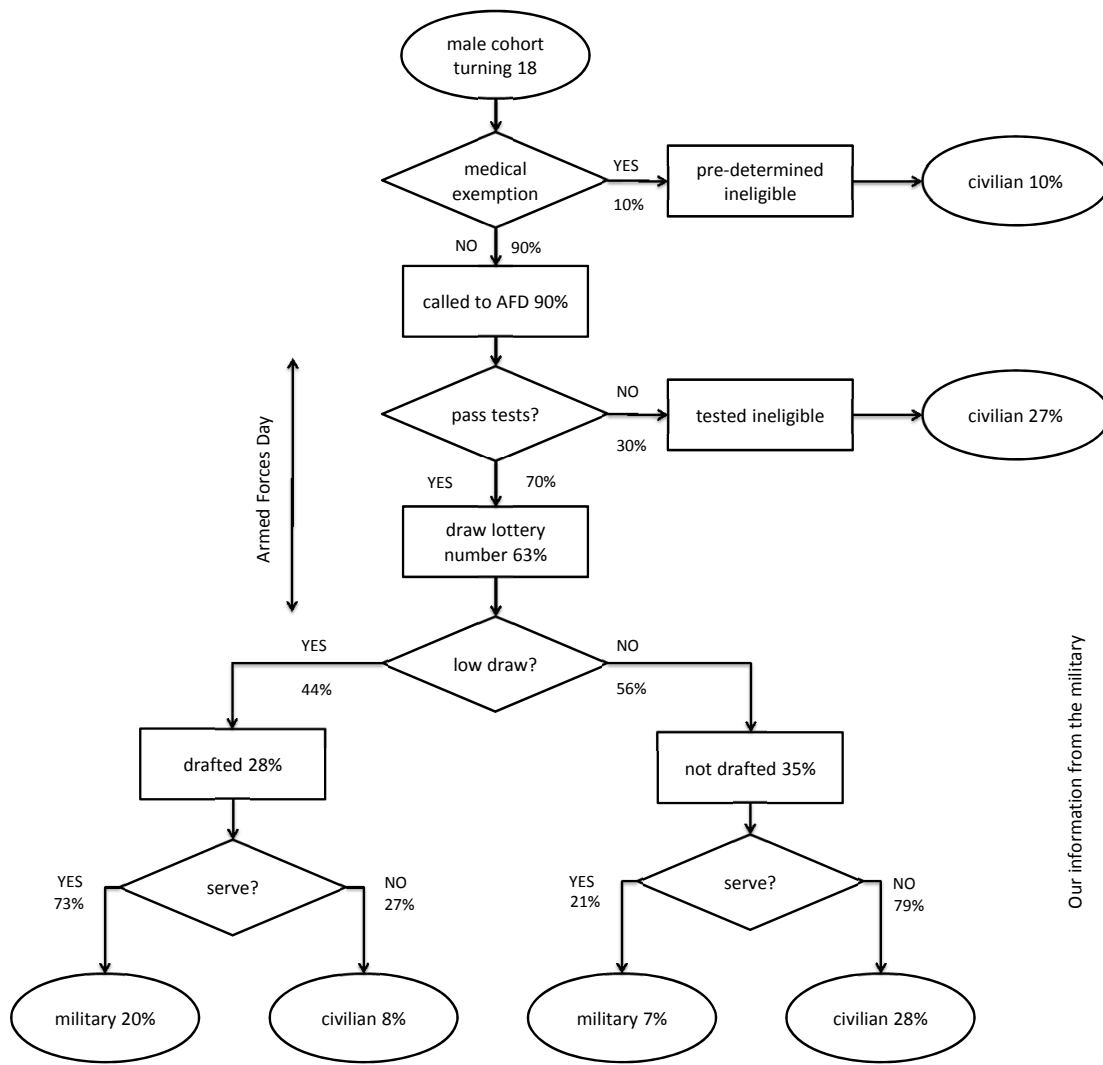 male cohort
turning 18
medical
exemption
YES
10%
pre-determined
ineligible
civilian 10%
NO
90%
called to AFD 90%
Armed Forces Day
pass tests?
NO
30%
tested ineligible
civilian 27%
YES
70%
draw lottery
number 63%
low draw?
YES
44%
NO
56%
drafted 28%
not drafted 35%
Our information from the military
serve?
YES
73%
NO
27%
serve?
YES
21%
NO
79%
military 20%
civilian 8%
military 7%
civilian 28%